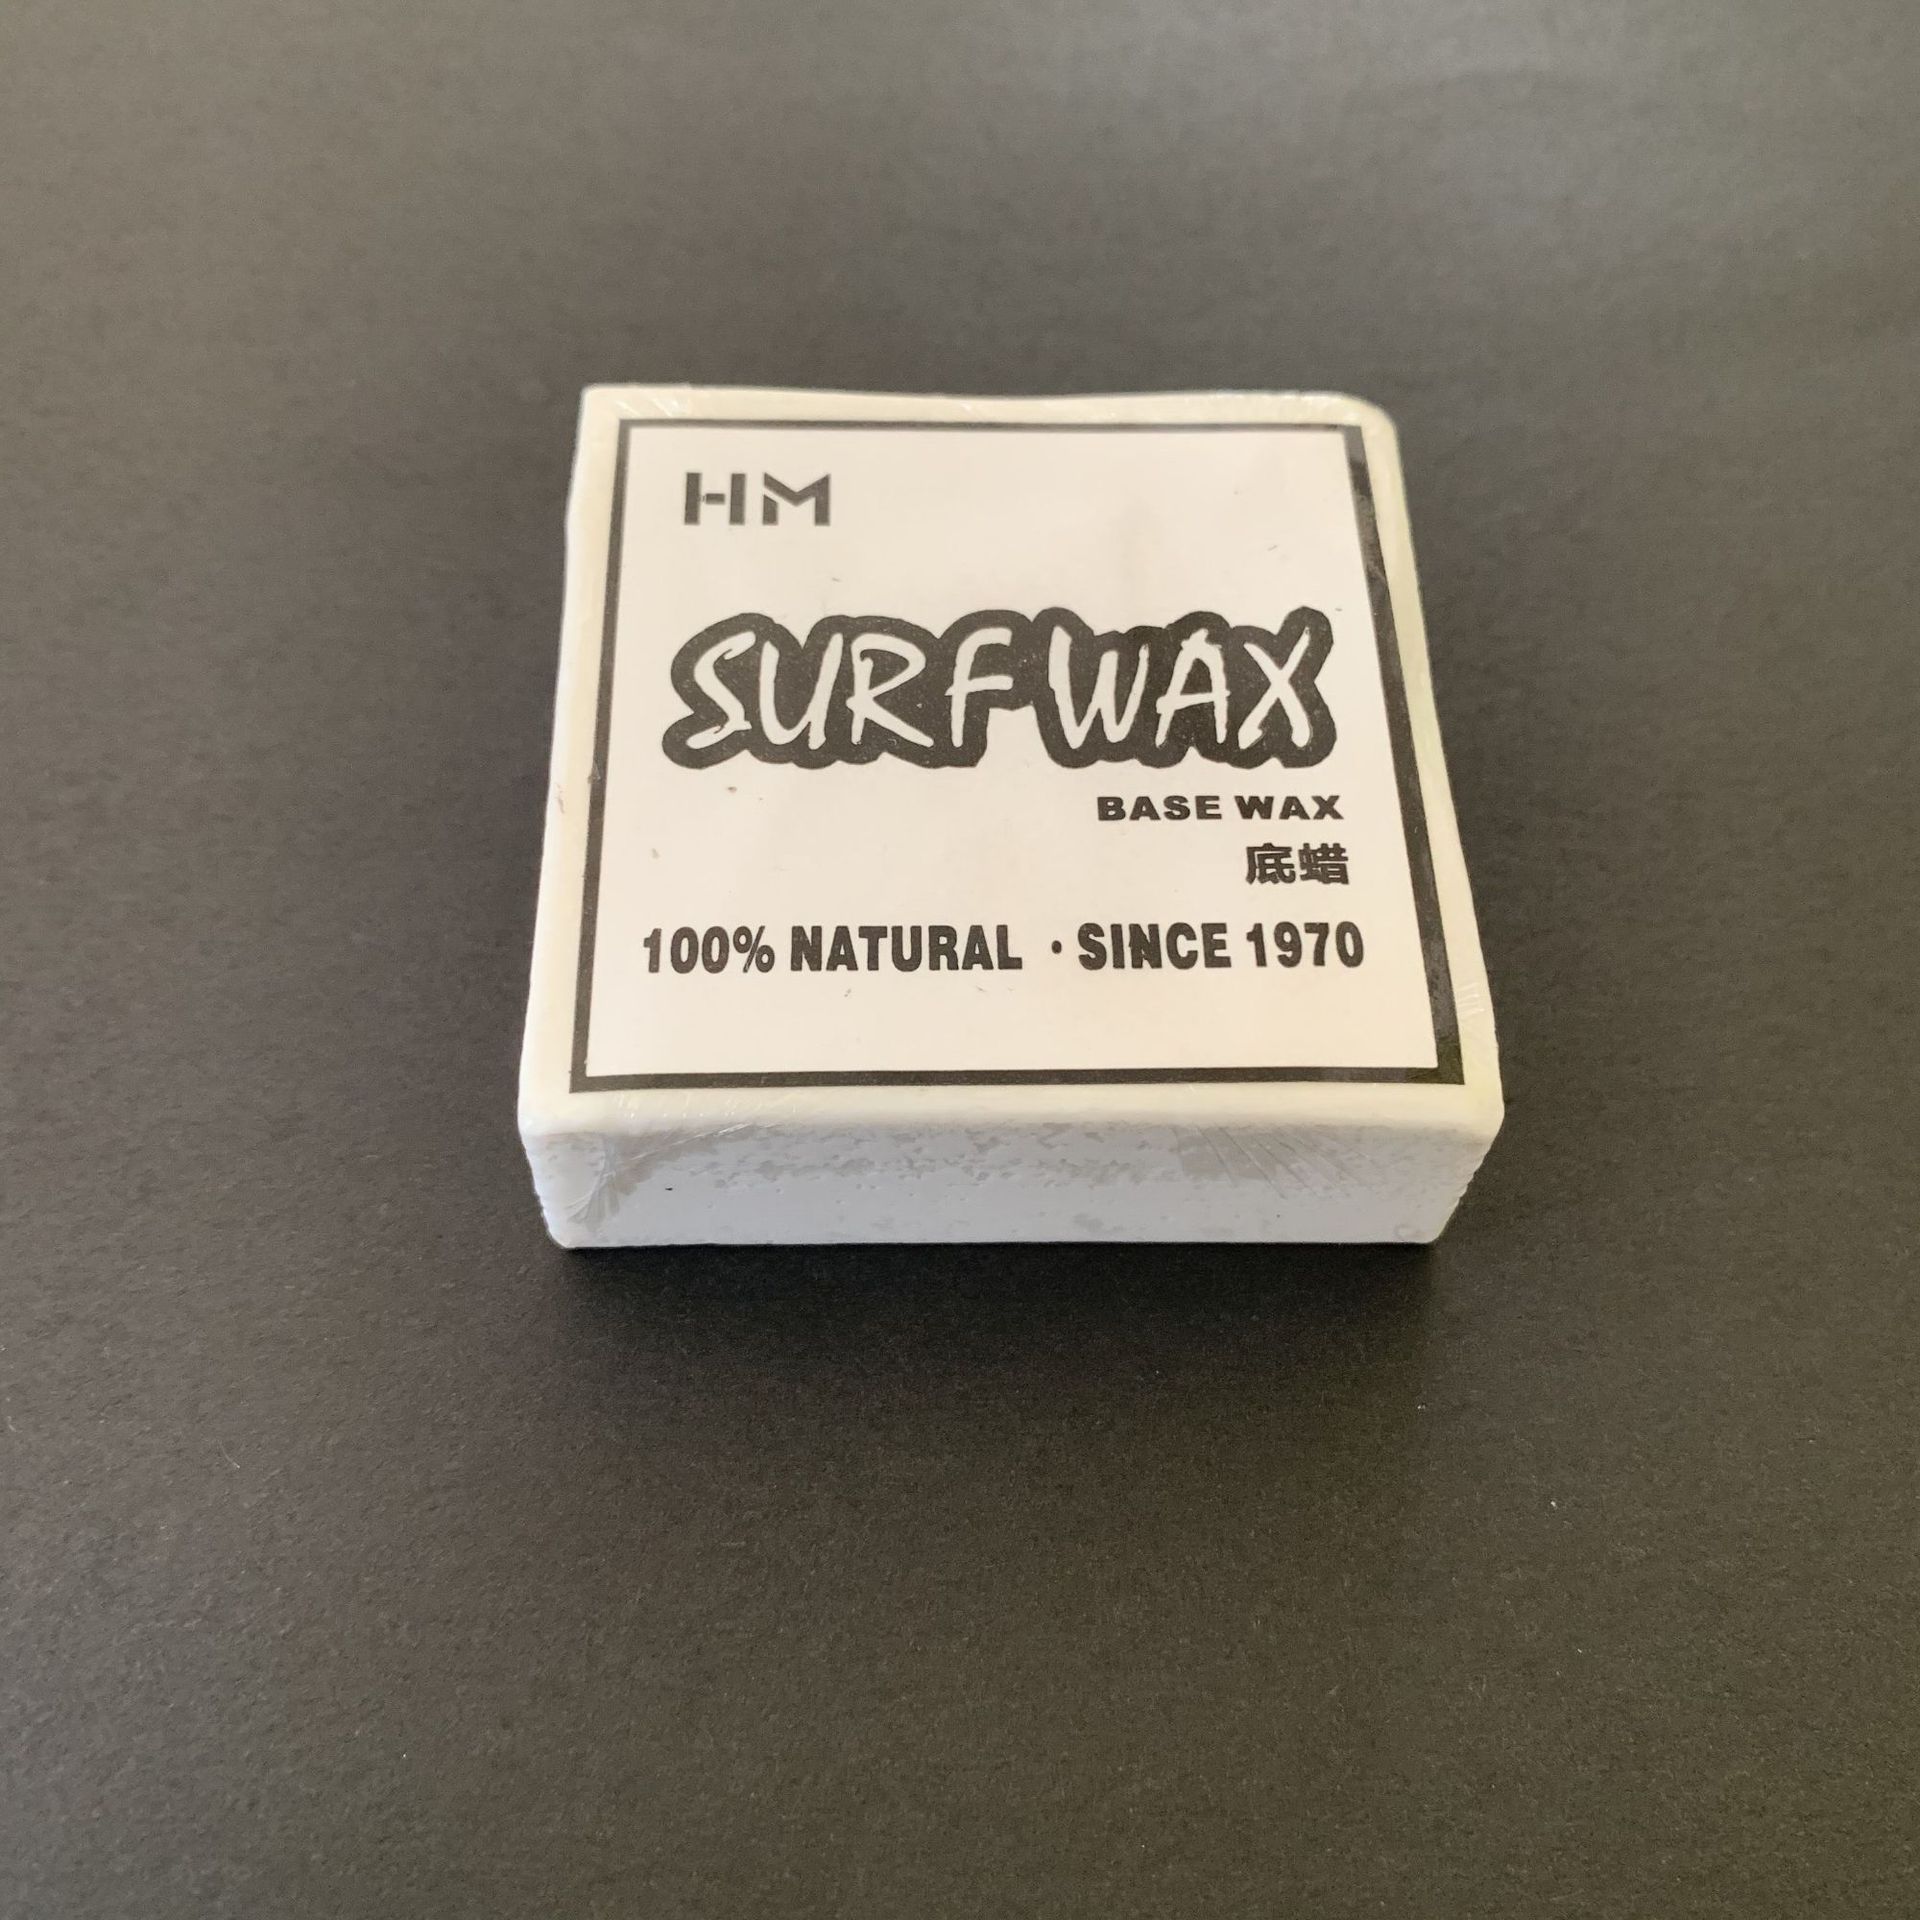 HM
SURF WAX
BASE WAX
底蜡
100% NATURAL · SINCE 1970